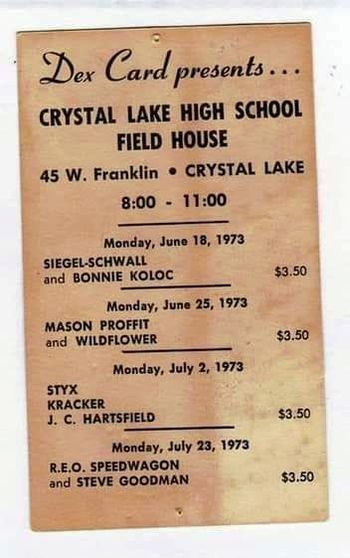 Dex Card presents...
CRYSTAL LAKE HIGH SCHOOL
FIELD HOUSE
45 W. Franklin • CRYSTAL LAKE
8:00 - 11:00
Monday, June 18, 1973
SIEGEL-SCHWALL
and BONNIE KOLOC $3.50
Monday, June 25, 1973
MASON PROFFIT
and WILDFLOWER $3.50
Monday, July 2, 1973
STYX
KRACKER
J. C. HARTSFIELD $3.50
Monday, July 23, 1973
R.E.O. SPEEDWAGON
and STEVE GOODMAN $3.50